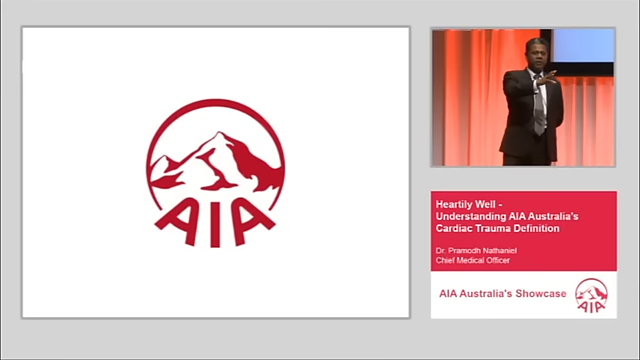 AIA
Heartily Well -
Understanding AIA Australia's
Cardiac Trauma Definition
Dr. Pramodh Nathaniel
Chief Medical Officer
AIA Australia's Showcase
AIA